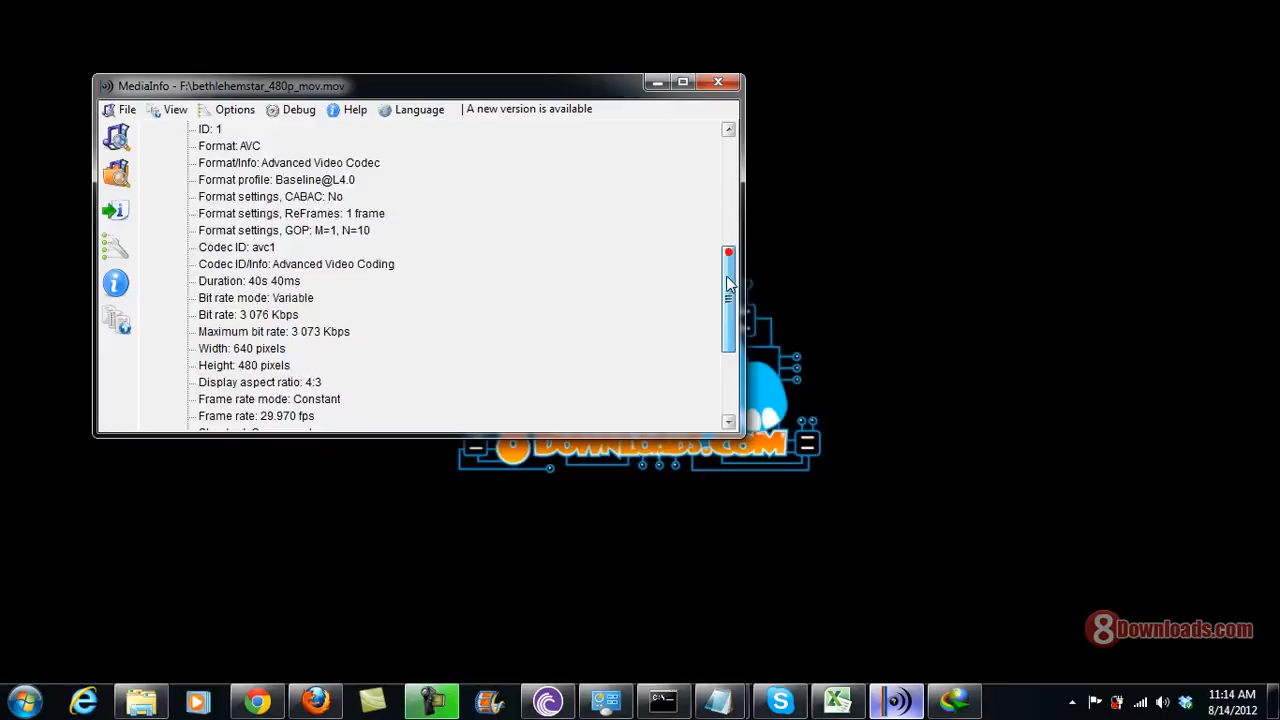 MediaInfo - F:\bethlehemstar_480p_mov.mov
File View Options Debug Help Language | A new version is available
ID: 1
Format: AVC
Format/Info: Advanced Video Codec
Format profile: Baseline@L4.0
Format settings, CABAC: No
Format settings, ReFrames: 1 frame
Format settings, GOP: M=1, N=10
Codec ID: avc1
Codec ID/Info: Advanced Video Coding
Duration: 40s 40ms
Bit rate mode: Variable
Bit rate: 3 076 Kbps
Maximum bit rate: 3 073 Kbps
Width: 640 pixels
Height: 480 pixels
Display aspect ratio: 4:3
Frame rate mode: Constant
Frame rate: 29.970 fps
DOWNLOADS.COM
8Downloads.com
11:14 AM
8/14/2012